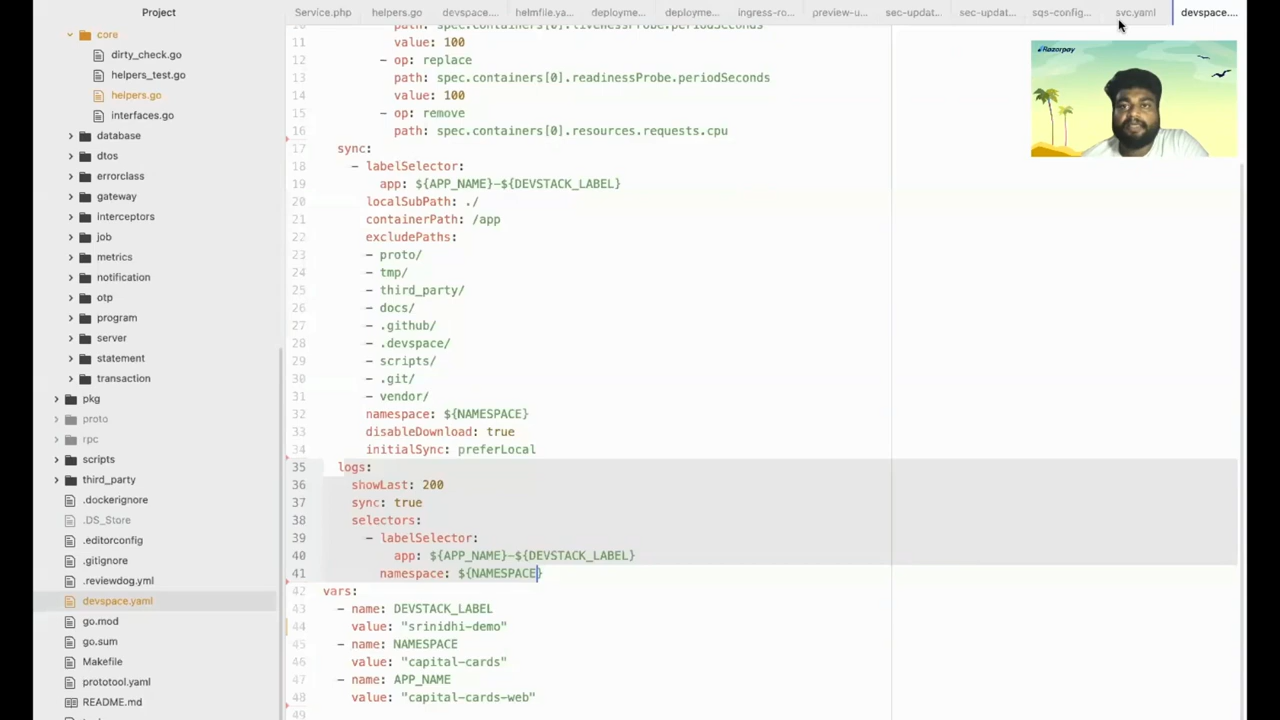 Project
Service.php
helpers.go
devspace....
helmfile.ya...
deployme...
deployme...
ingress-ro...
preview-u...
sec-updat...
sec-updat...
sqs-config...
svc.yaml
devspace....
core
dirty_check.go
helpers_test.go
helpers.go
interfaces.go
database
dtos
errorclass
gateway
interceptors
job
metrics
notification
otp
program
server
statement
transaction
pkg
proto
rpc
scripts
third_party
.dockerignore
.DS_Store
.editorconfig
.gitignore
.reviewdog.yml
devspace.yaml
go.mod
go.sum
Makefile
prototool.yaml
README.md
path: spec.containers[0].livenessProbe.periodSeconds
11 value: 100
12 - op: replace
13 path: spec.containers[0].readinessProbe.periodSeconds
14 value: 100
15 - op: remove
16 path: spec.containers[0].resources.requests.cpu
17 sync:
18 - labelSelector:
19 app: ${APP_NAME}-${DEVSTACK_LABEL}
20 localSubPath: ./
21 containerPath: /app
22 excludePaths:
23 - proto/
24 - tmp/
25 - third_party/
26 - docs/
27 - .github/
28 - .devspace/
29 - scripts/
30 - .git/
31 - vendor/
32 namespace: ${NAMESPACE}
33 disableDownload: true
34 initialSync: preferLocal
35 logs:
36 showLast: 200
37 sync: true
38 selectors:
39 - labelSelector:
40 app: ${APP_NAME}-${DEVSTACK_LABEL}
41 namespace: ${NAMESPACE}
42 vars:
43 - name: DEVSTACK_LABEL
44 value: "srinidhi-demo"
45 - name: NAMESPACE
46 value: "capital-cards"
47 - name: APP_NAME
48 value: "capital-cards-web"
49
Razorpay